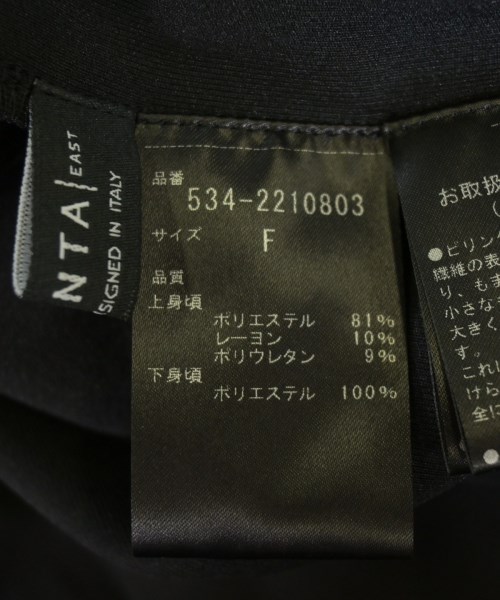 NTA
EAST
SIGNED IN ITALY
品番
534-2210803
サイズ F
品質
上身頃
ポリエステル 81%
レーヨン 10%
ポリウレタン 9%
下身頃
ポリエステル 100%
お取扱
(
●ピリング
繊維の表
り、もま
小さな
大きく
す。
これに
けら
全に
●